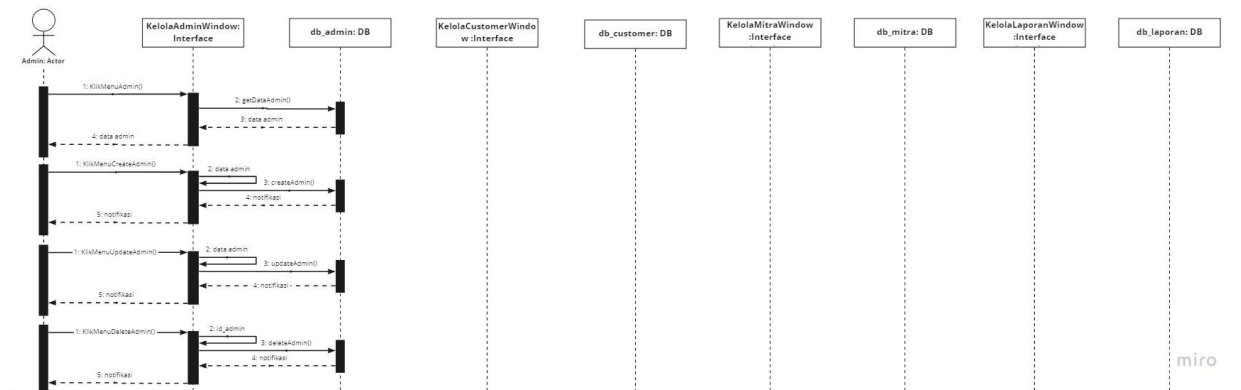 KelolaAdminWindow:
Interface
db_admin: DB
KelolaCustomerWindo
w :Interface
db_customer: DB
KelolaMitraWindow
:Interface
db_mitra: DB
KelolaLaporanWindow
:Interface
db_laporan: DB
Admin: Actor
1: KlikMenuAdmin()
2: getDataAdmin()
3: data admin
4: data admin
1: KlikMenuCreateAdmin()
2: data admin
3: createAdmin()
4: notifikasi
5: notifikasi
1: KlikMenuUpdateAdmin()
2: data admin
3: updateAdmin()
4: notifikasi
5: notifikasi
1: KlikMenuDeleteAdmin()
2: id_admin
3: deleteAdmin()
4: notifikasi
5: notifikasi
miro